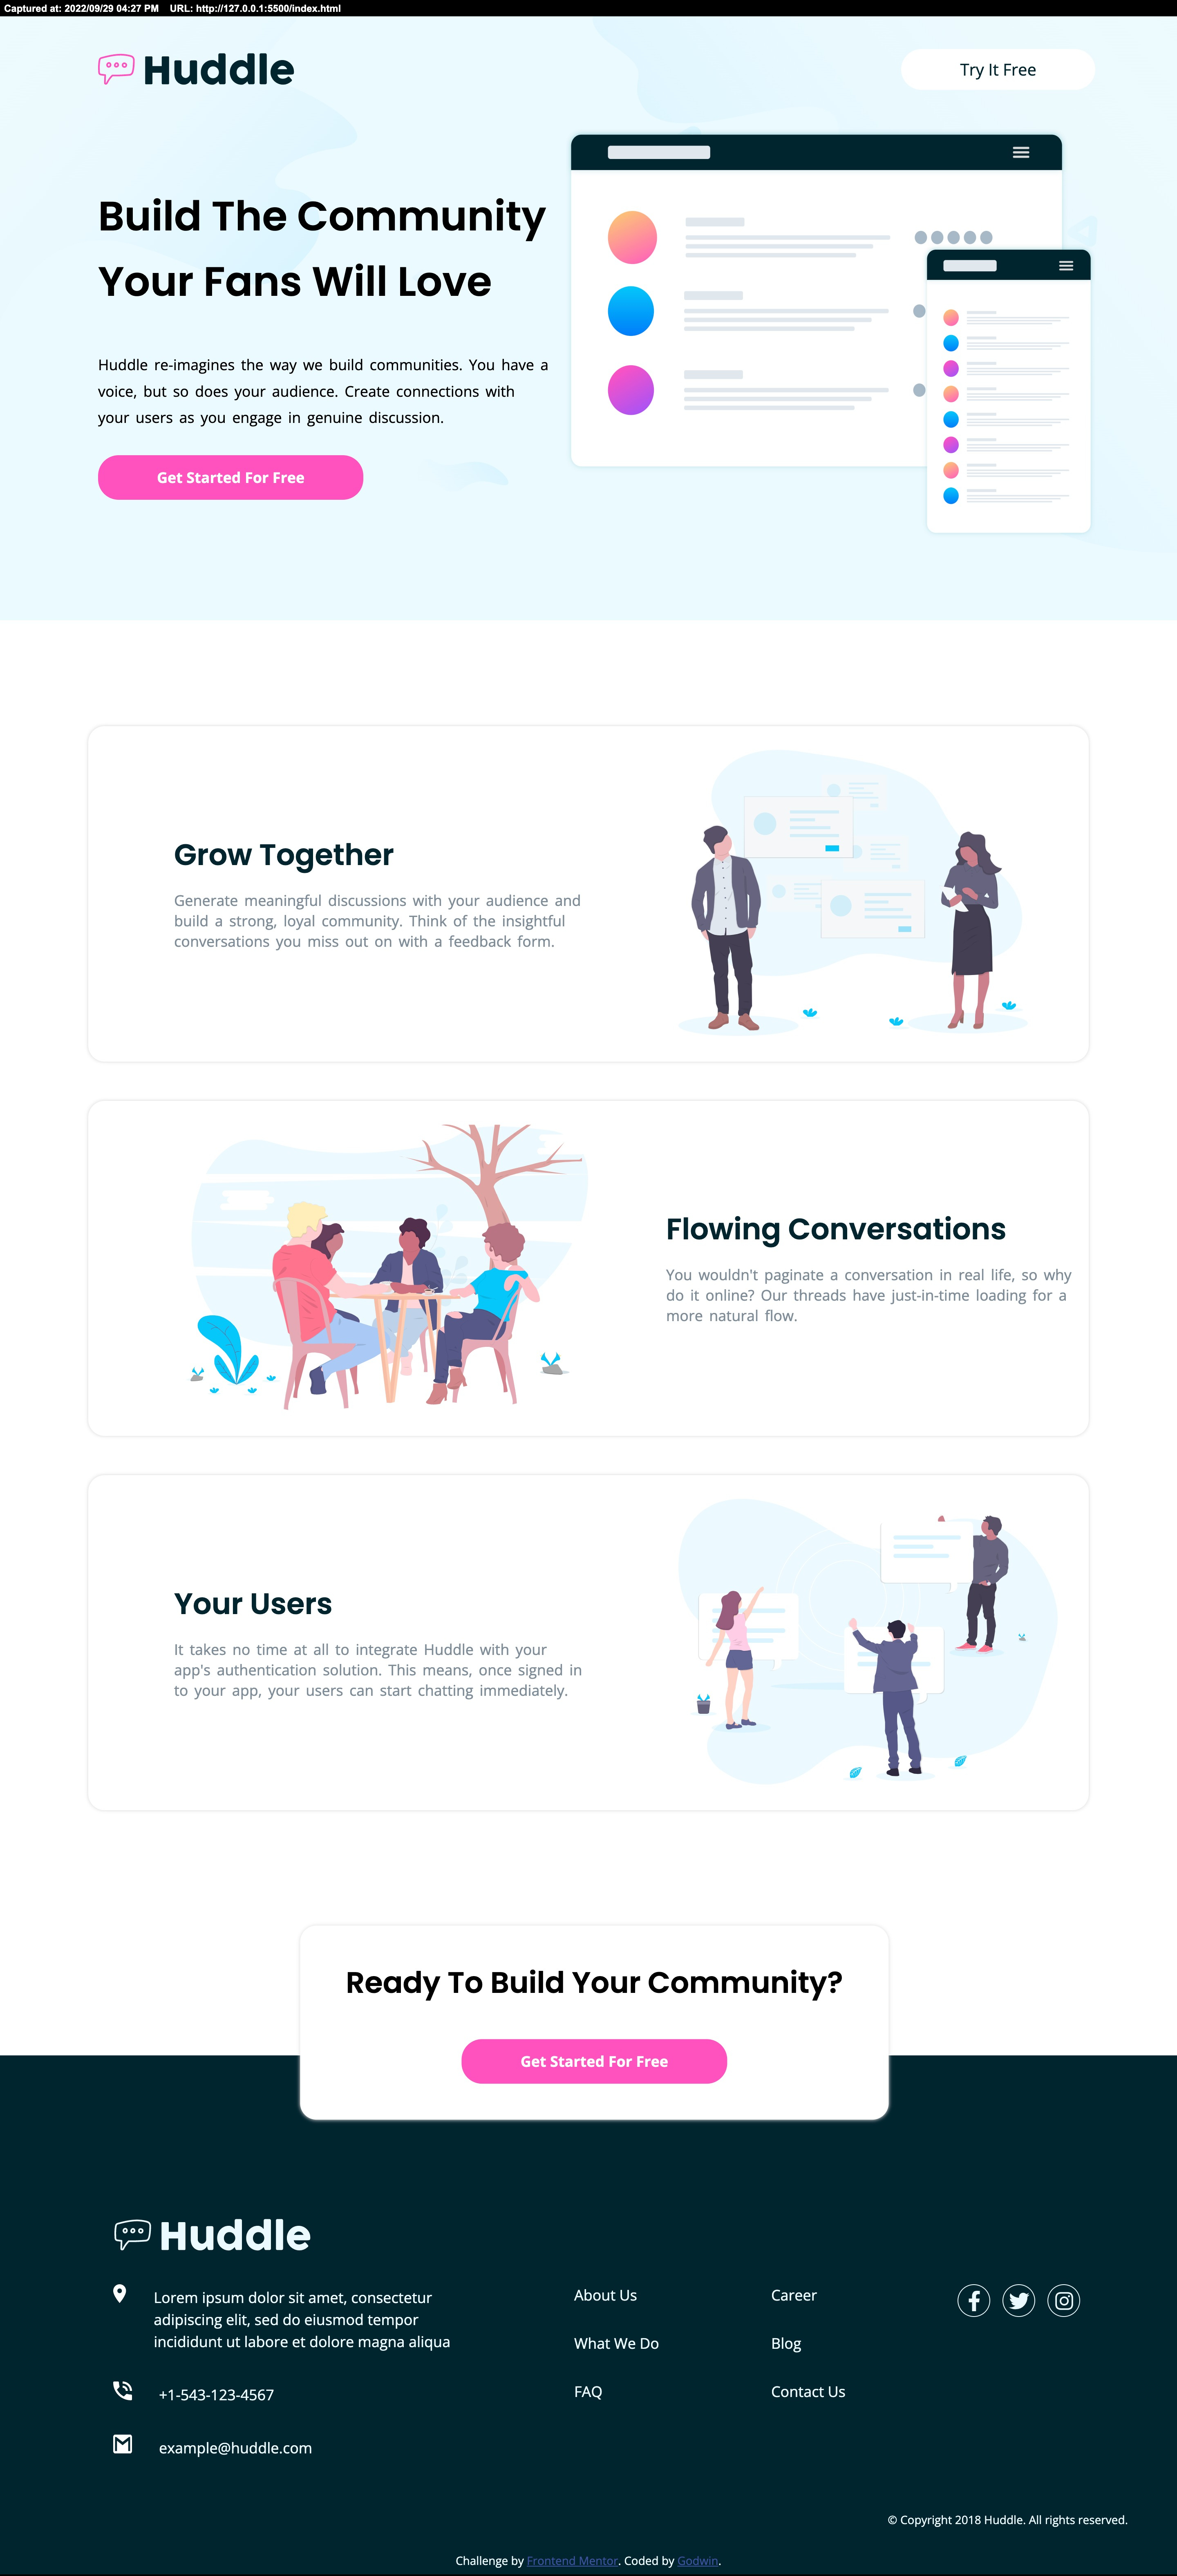 Captured at: 2022/09/29 04:27 PM URL: http://127.0.0.1:5500/index.html
Huddle
Try It Free
Build The Community
Your Fans Will Love
Huddle re-imagines the way we build communities. You have a
voice, but so does your audience. Create connections with
your users as you engage in genuine discussion.
Get Started For Free
Grow Together
Generate meaningful discussions with your audience and
build a strong, loyal community. Think of the insightful
conversations you miss out on with a feedback form.
Flowing Conversations
You wouldn't paginate a conversation in real life, so why
do it online? Our threads have just-in-time loading for a
more natural flow.
Your Users
It takes no time at all to integrate Huddle with your
app's authentication solution. This means, once signed in
to your app, your users can start chatting immediately.
Ready To Build Your Community?
Get Started For Free
Huddle
Lorem ipsum dolor sit amet, consectetur
adipiscing elit, sed do eiusmod tempor
incididunt ut labore et dolore magna aliqua
+1-543-123-4567
example@huddle.com
About Us
What We Do
FAQ
Career
Blog
Contact Us
© Copyright 2018 Huddle. All rights reserved.
Challenge by Frontend Mentor. Coded by Godwin.